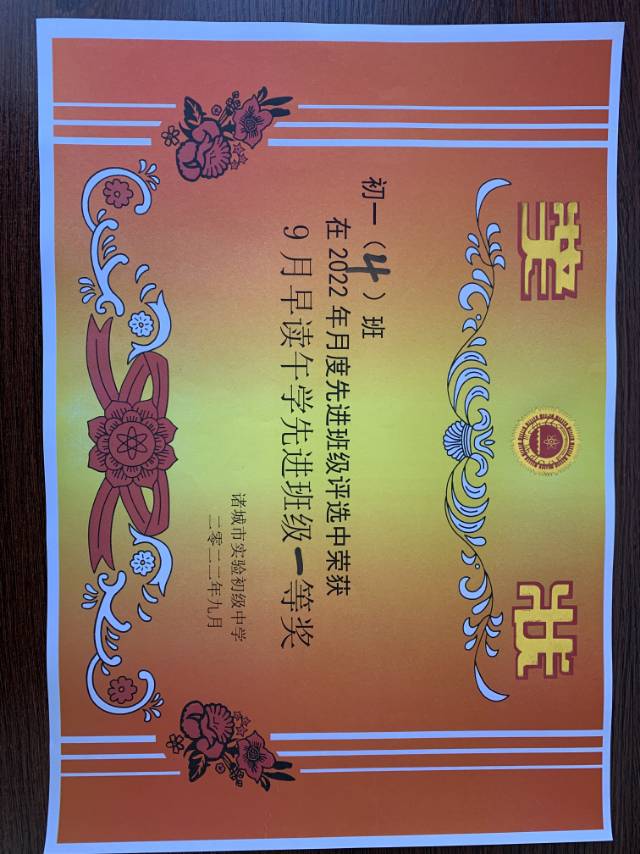 奖状
初一（4）班
在2022年月度先进班级评选中荣获
9月早读午学先进班级一等奖
诸城市实验初级中学
二零二二年九月